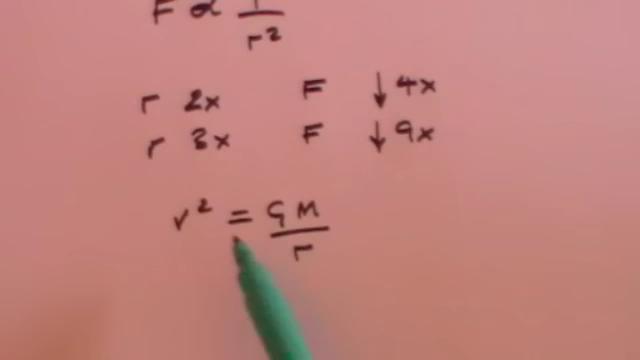 F ∝ 1/r²
r 2x F ↓ 4x
r 3x F ↓ 9x
v² = GM/r